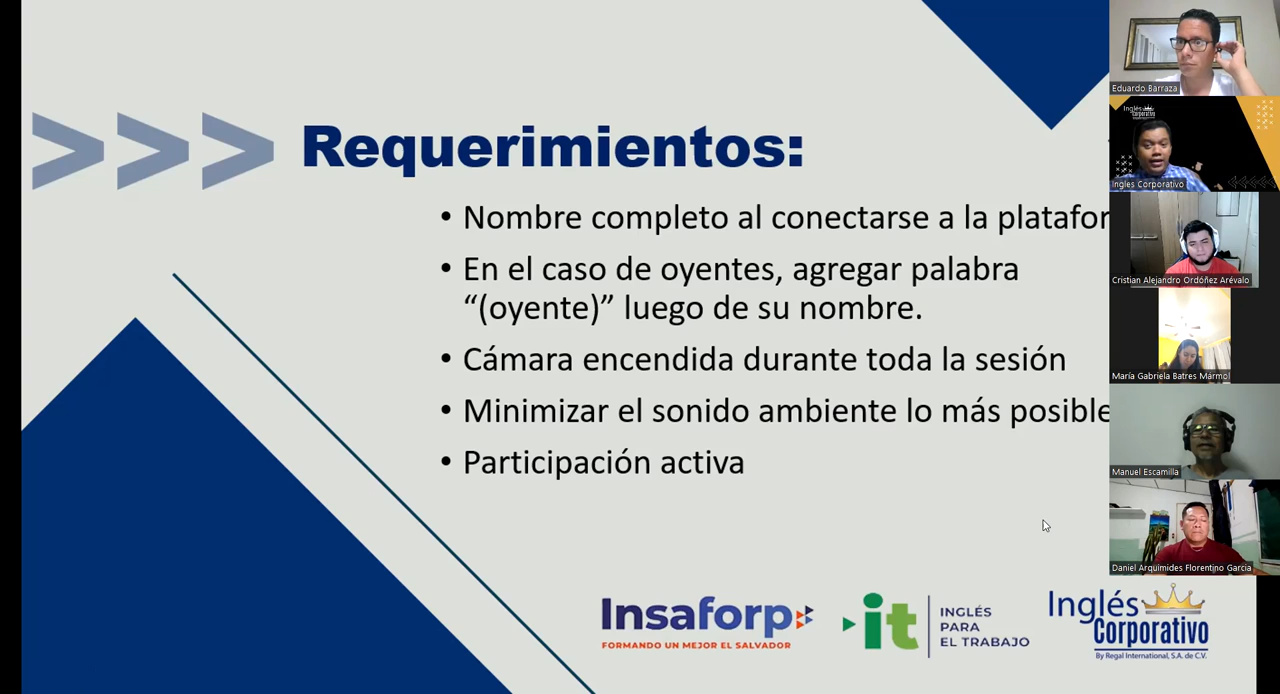 >>> Requerimientos:
• Nombre completo al conectarse a la platafor
• En el caso de oyentes, agregar palabra
“(oyente)” luego de su nombre.
• Cámara encendida durante toda la sesión
• Minimizar el sonido ambiente lo más posible
• Participación activa
Insaforp
FORMANDO UN MEJOR EL SALVADOR
it
INGLÉS
PARA
EL TRABAJO
Inglés
Corporativo
By Regal International, S.A. de C.V.
Eduardo Barraza
Inglés
Corporativo
Ingles Corporativo
Cristian Alejandro Ordóñez Arévalo
María Gabriela Batres Mármol
Manuel Escamilla
Daniel Arquimides Florentino Garcia